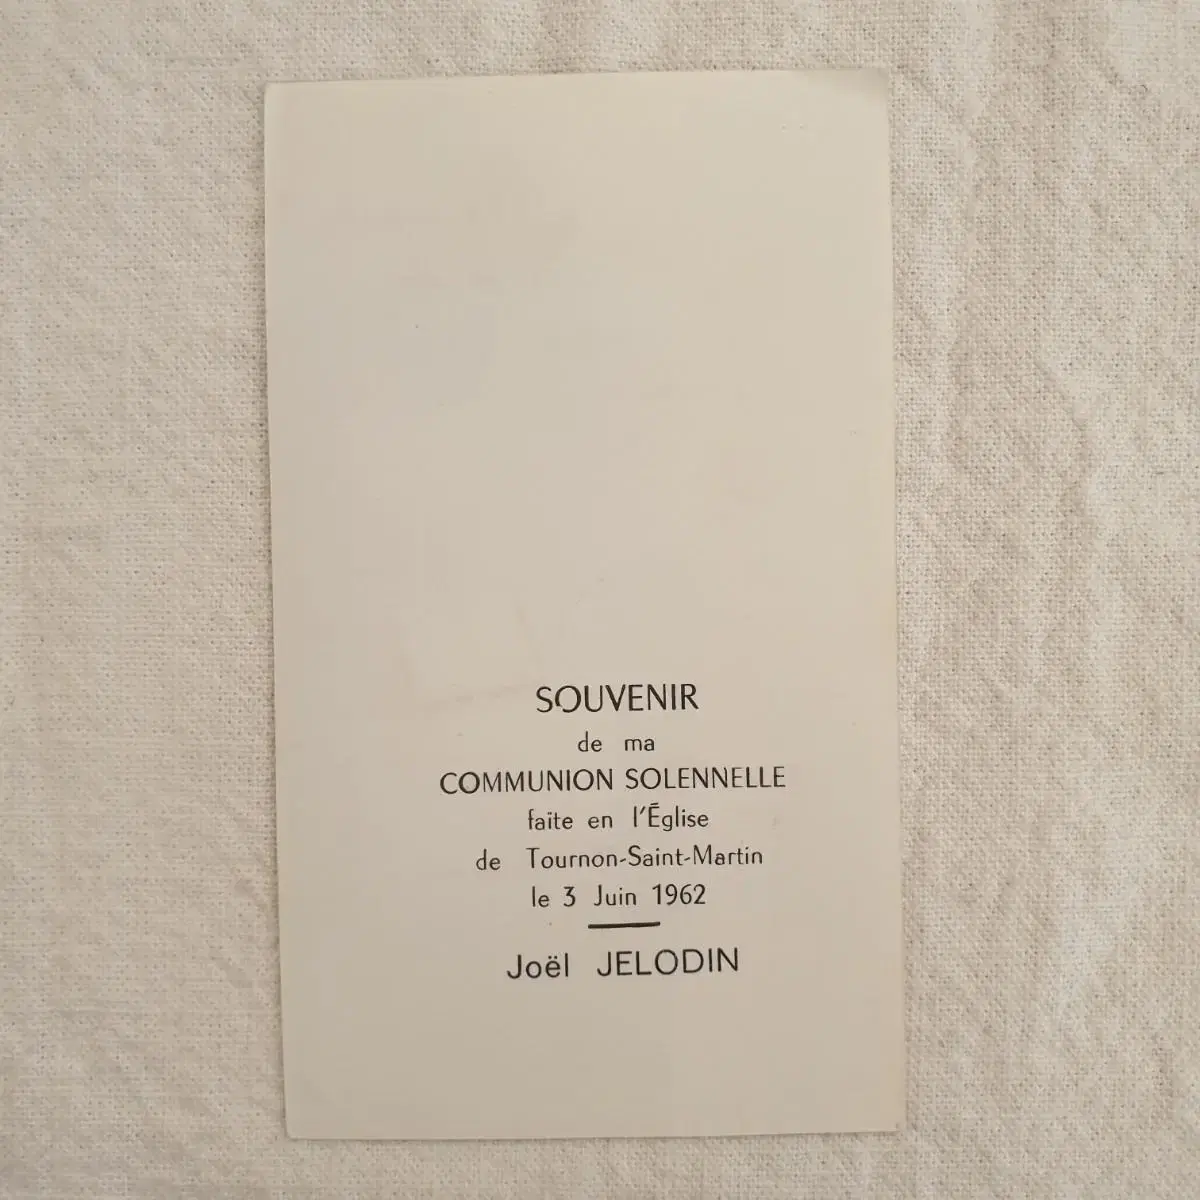 SOUVENIR
de ma
COMMUNION SOLENNELLE
faite en l'Église
de Tournon-Saint-Martin
le 3 Juin 1962
Joël JELODIN